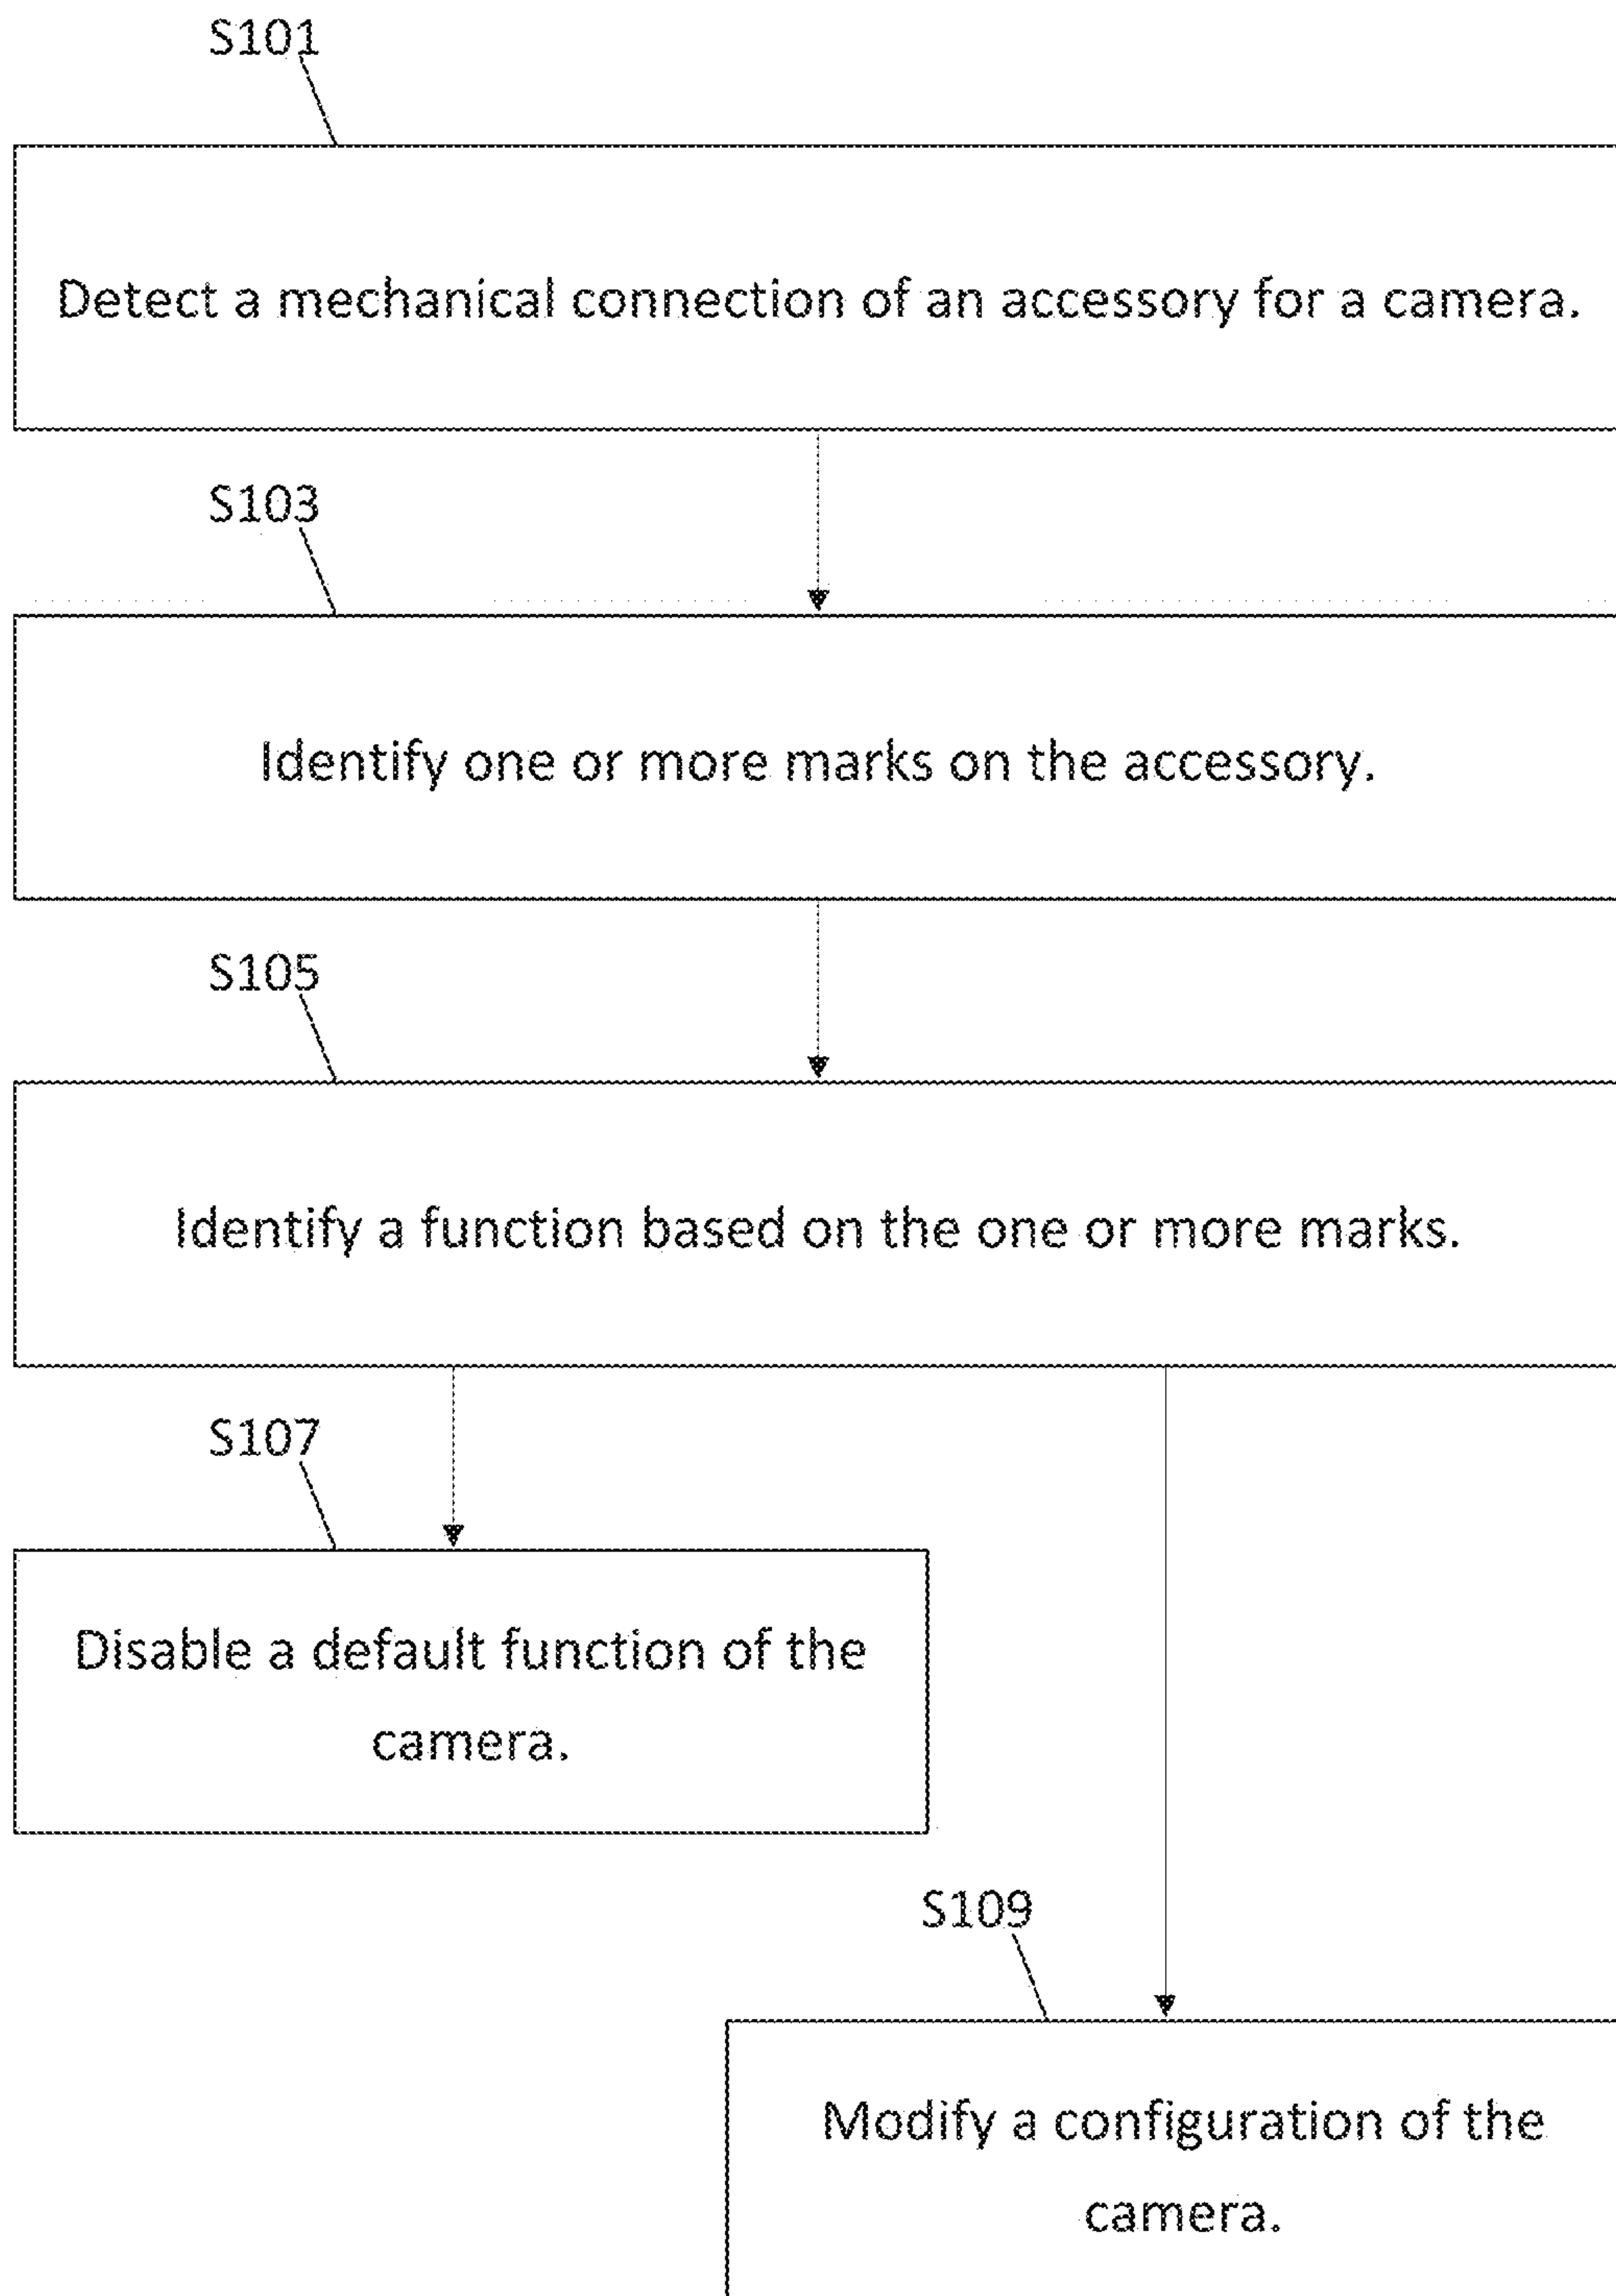 S101
Detect a mechanical connection of an accessory for a camera.
S103
Identify one or more marks on the accessory.
S105
Identify a function based on the one or more marks.
S107
Disable a default function of the
camera.
S109
Modify a configuration of the
camera.